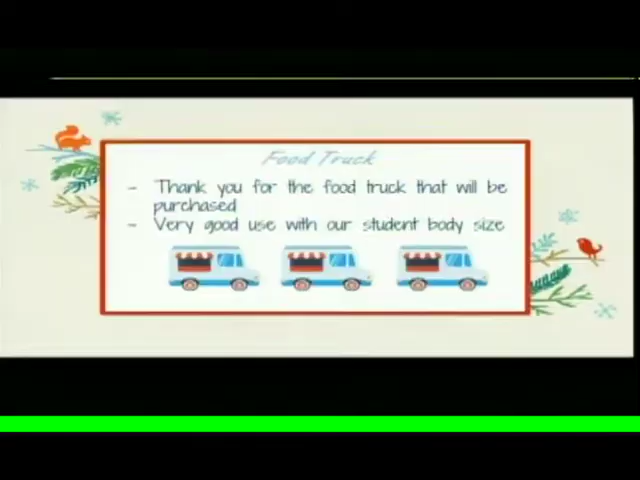 Food Truck
- Thank you for the food truck that will be
purchased
- Very good use with our student body size